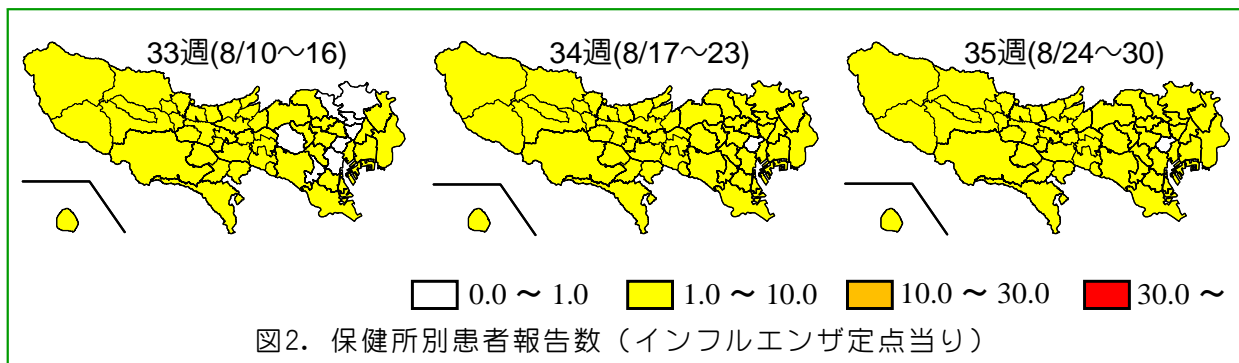 33週(8/10～16)
34週(8/17～23)
35週(8/24～30)
0.0 ～ 1.0
1.0 ～ 10.0
10.0 ～ 30.0
30.0 ～
図2．保健所別患者報告数（インフルエンザ定点当り）